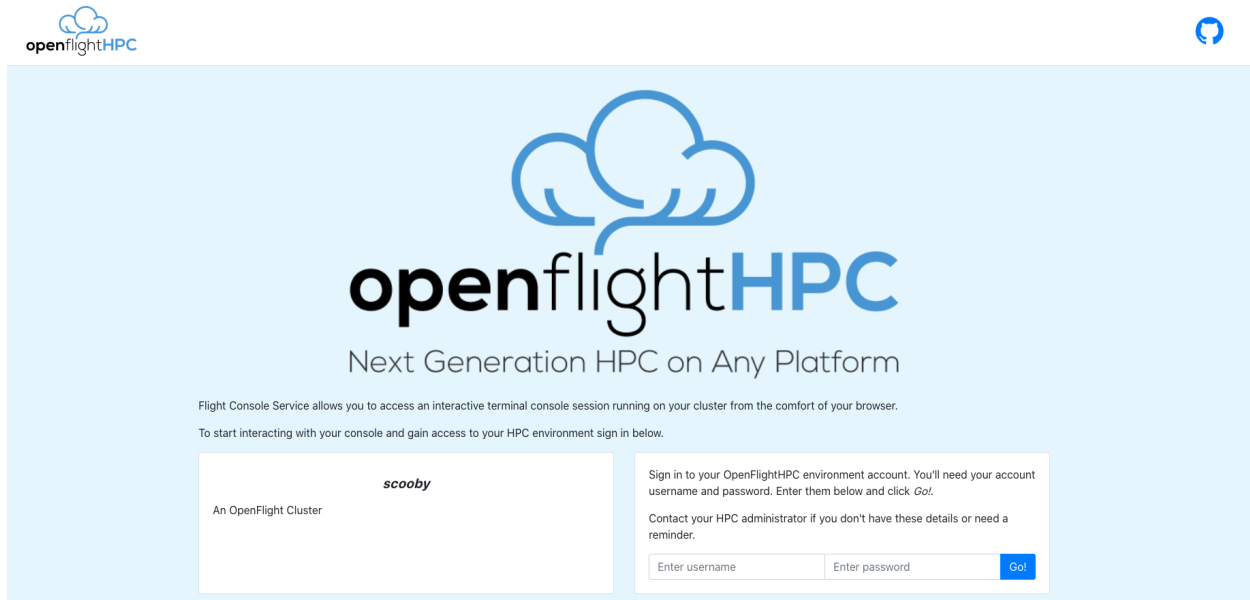 openflightHPC
openflightHPC
Next Generation HPC on Any Platform
Flight Console Service allows you to access an interactive terminal console session running on your cluster from the comfort of your browser.
To start interacting with your console and gain access to your HPC environment sign in below.
scooby
An OpenFlight Cluster
Sign in to your OpenFlightHPC environment account. You'll need your account
username and password. Enter them below and click Go!.
Contact your HPC administrator if you don't have these details or need a
reminder.
Enter username Enter password Go!